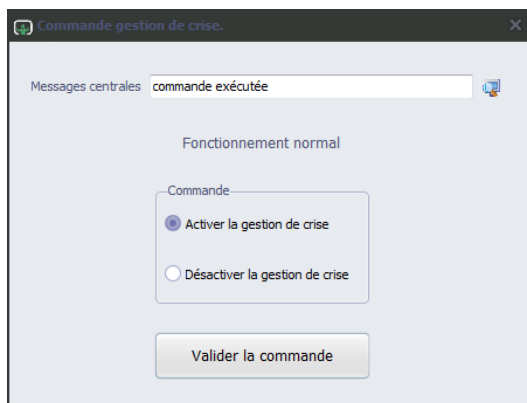 Commande gestion de crise.
Messages centrales commande exécutée
Fonctionnement normal
Commande
Activer la gestion de crise
Désactiver la gestion de crise
Valider la commande